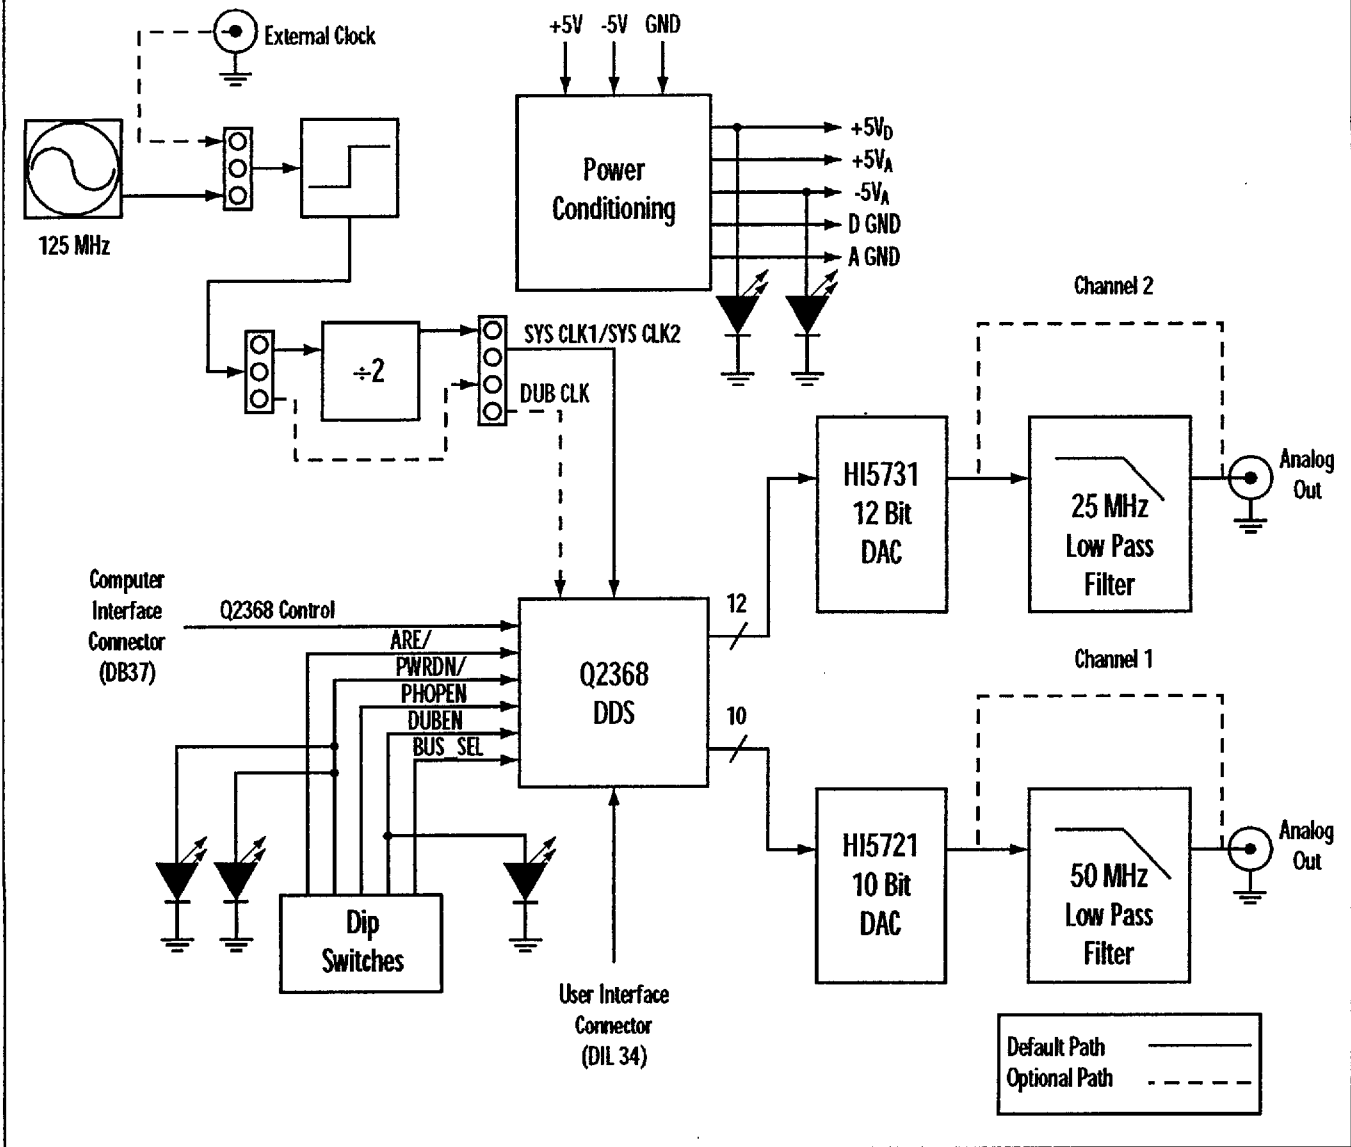 External Clock
+5V -5V GND
125 MHz
Power
Conditioning
+5VD
+5VA
-5VA
D GND
A GND
÷2
SYS CLK1/SYS CLK2
DUB CLK
Channel 2
HI5731
12 Bit
DAC
25 MHz
Low Pass
Filter
Analog
Out
Computer
Interface
Connector
(DB37)
Q2368 Control
ARE/
PWRDN/
PHOPEN
DUBEN
BUS_SEL
Q2368
DDS
12
10
Channel 1
HI5721
10 Bit
DAC
50 MHz
Low Pass
Filter
Analog
Out
Dip
Switches
User Interface
Connector
(DIL 34)
Default Path
Optional Path